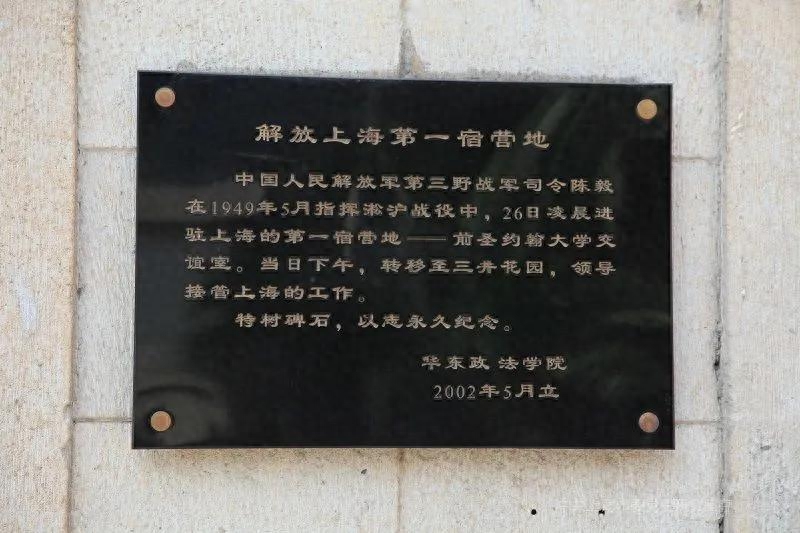 解放上海第一宿营地
中国人民解放军第三野战军司令陈毅
在1949年5月指挥淞沪战役中，26日凌晨进
驻上海的第一宿营地——前圣约翰大学交
谊室。当日下午，转移至三井花园，领导
接管上海的工作。
特树碑石，以志永久纪念。
华东政 法学院
2002年5月立